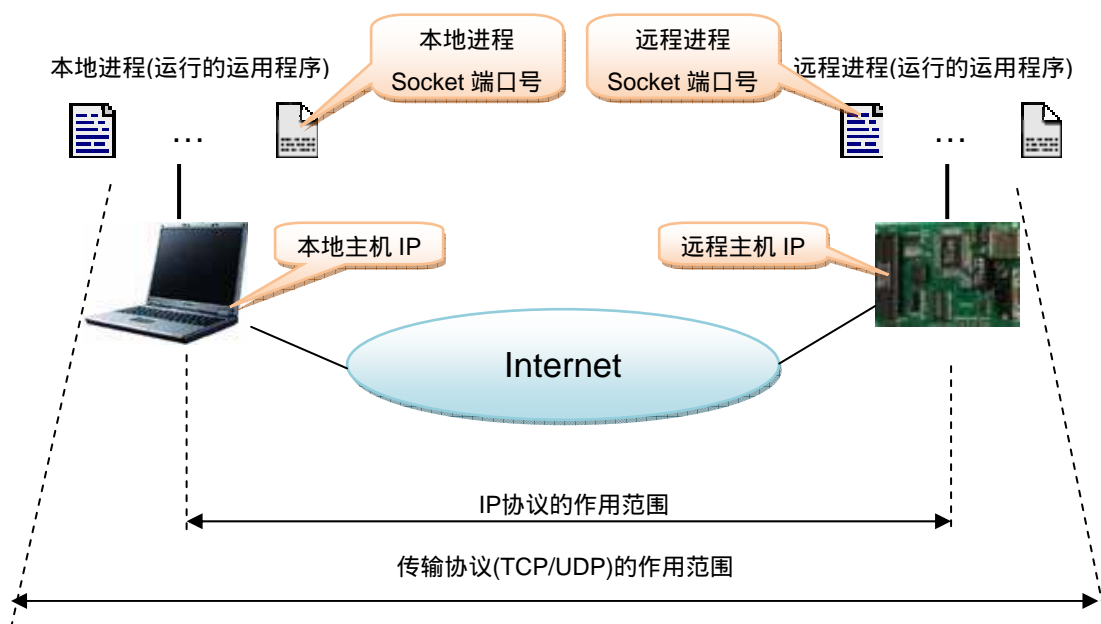 本地进程
Socket 端口号
远程进程
Socket 端口号
本地进程(运行的运用程序)
远程进程(运行的运用程序)
...
...
本地主机 IP
远程主机 IP
Internet
IP协议的作用范围
传输协议(TCP/UDP)的作用范围